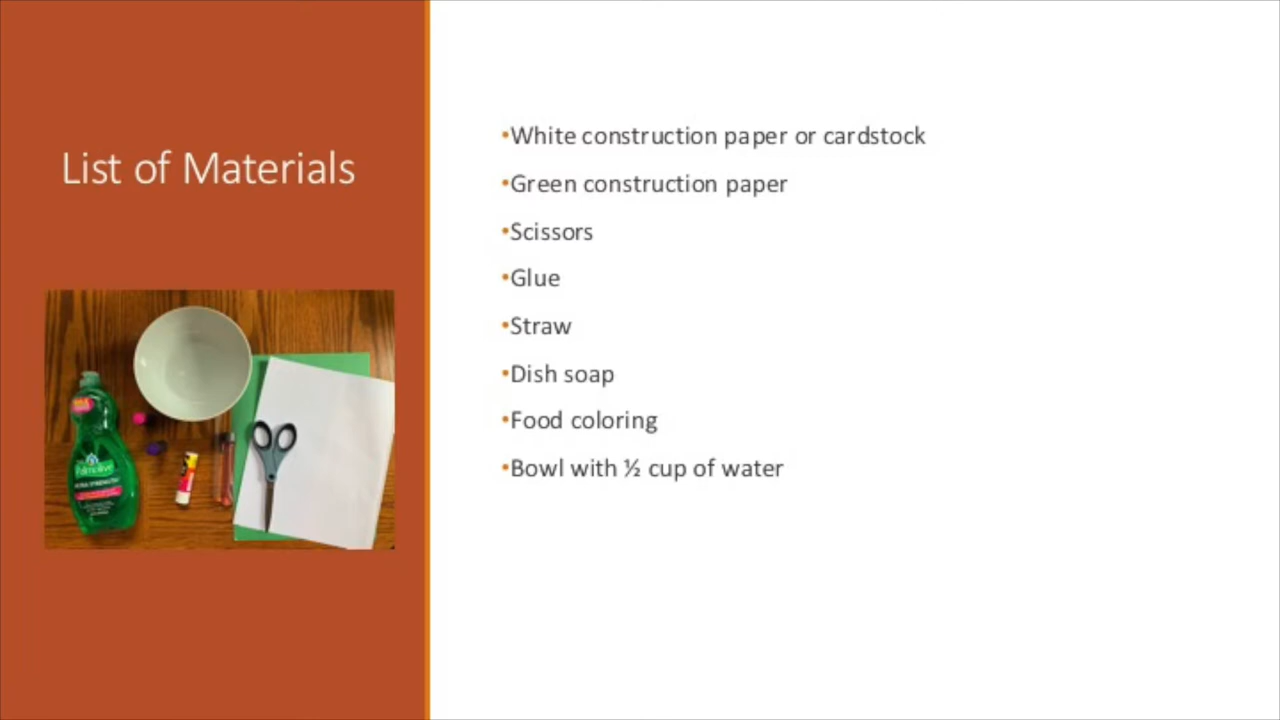 List of Materials
•White construction paper or cardstock
•Green construction paper
•Scissors
•Glue
•Straw
•Dish soap
•Food coloring
•Bowl with ½ cup of water
Palmolive